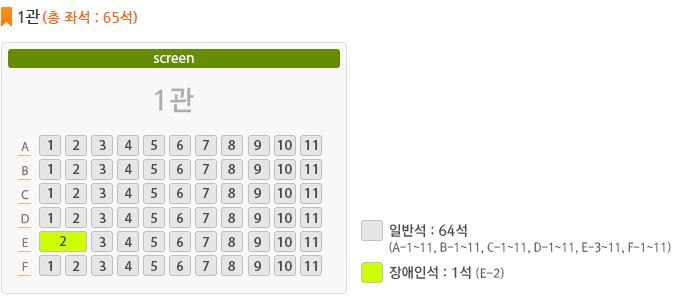 1관 (총 좌석 : 65석)
screen
1관
A 1 2 3 4 5 6 7 8 9 10 11
B 1 2 3 4 5 6 7 8 9 10 11
C 1 2 3 4 5 6 7 8 9 10 11
D 1 2 3 4 5 6 7 8 9 10 11
E 2 3 4 5 6 7 8 9 10 11
F 1 2 3 4 5 6 7 8 9 10 11
일반석 : 64석
(A-1~11, B-1~11, C-1~11, D-1~11, E-3~11, F-1~11)
장애인석 : 1석 (E-2)